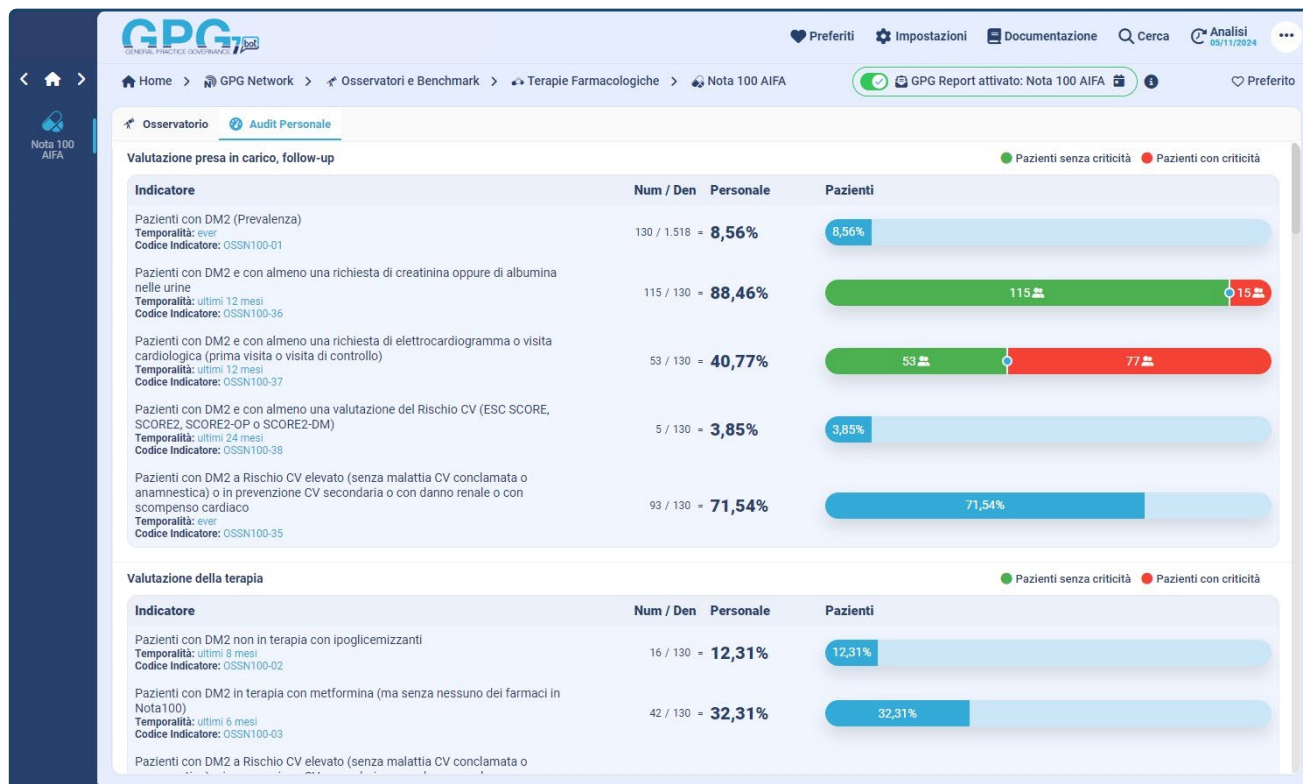 GPG 7 bot
GENERAL PRACTICE GOVERNANCE
Preferiti
Impostazioni
Documentazione
Cerca
Analisi
05/11/2024
Home > GPG Network > Osservatori e Benchmark > Terapie Farmacologiche > Nota 100 AIFA
GPG Report attivato: Nota 100 AIFA
Preferito
Nota 100
AIFA
Osservatorio
Audit Personale
Valutazione presa in carico, follow-up
Pazienti senza criticità
Pazienti con criticità
Indicatore
Num / Den
Personale
Pazienti
Pazienti con DM2 (Prevalenza)
Temporalità: ever
Codice Indicatore: OSSN100-01
130 / 1.518 = 8,56%
8,56%
Pazienti con DM2 e con almeno una richiesta di creatinina oppure di albumina
nelle urine
Temporalità: ultimi 12 mesi
Codice Indicatore: OSSN100-36
115 / 130 = 88,46%
115
15
Pazienti con DM2 e con almeno una richiesta di elettrocardiogramma o visita
cardiologica (prima visita o visita di controllo)
Temporalità: ultimi 12 mesi
Codice Indicatore: OSSN100-37
53 / 130 = 40,77%
53
77
Pazienti con DM2 e con almeno una valutazione del Rischio CV (ESC SCORE,
SCORE2, SCORE2-OP o SCORE2-DM)
Temporalità: ultimi 24 mesi
Codice Indicatore: OSSN100-38
5 / 130 = 3,85%
3,85%
Pazienti con DM2 a Rischio CV elevato (senza malattia CV conclamata o
anamnestica) o in prevenzione CV secondaria o con danno renale o con
scompenso cardiaco
Temporalità: ever
Codice Indicatore: OSSN100-35
93 / 130 = 71,54%
71,54%
Valutazione della terapia
Pazienti senza criticità
Pazienti con criticità
Indicatore
Num / Den
Personale
Pazienti
Pazienti con DM2 non in terapia con ipoglicemizzanti
Temporalità: ultimi 8 mesi
Codice Indicatore: OSSN100-02
16 / 130 = 12,31%
12,31%
Pazienti con DM2 in terapia con metformina (ma senza nessuno dei farmaci in
Nota100)
Temporalità: ultimi 6 mesi
Codice Indicatore: OSSN100-03
42 / 130 = 32,31%
32,31%
Pazienti con DM2 a Rischio CV elevato (senza malattia CV conclamata o